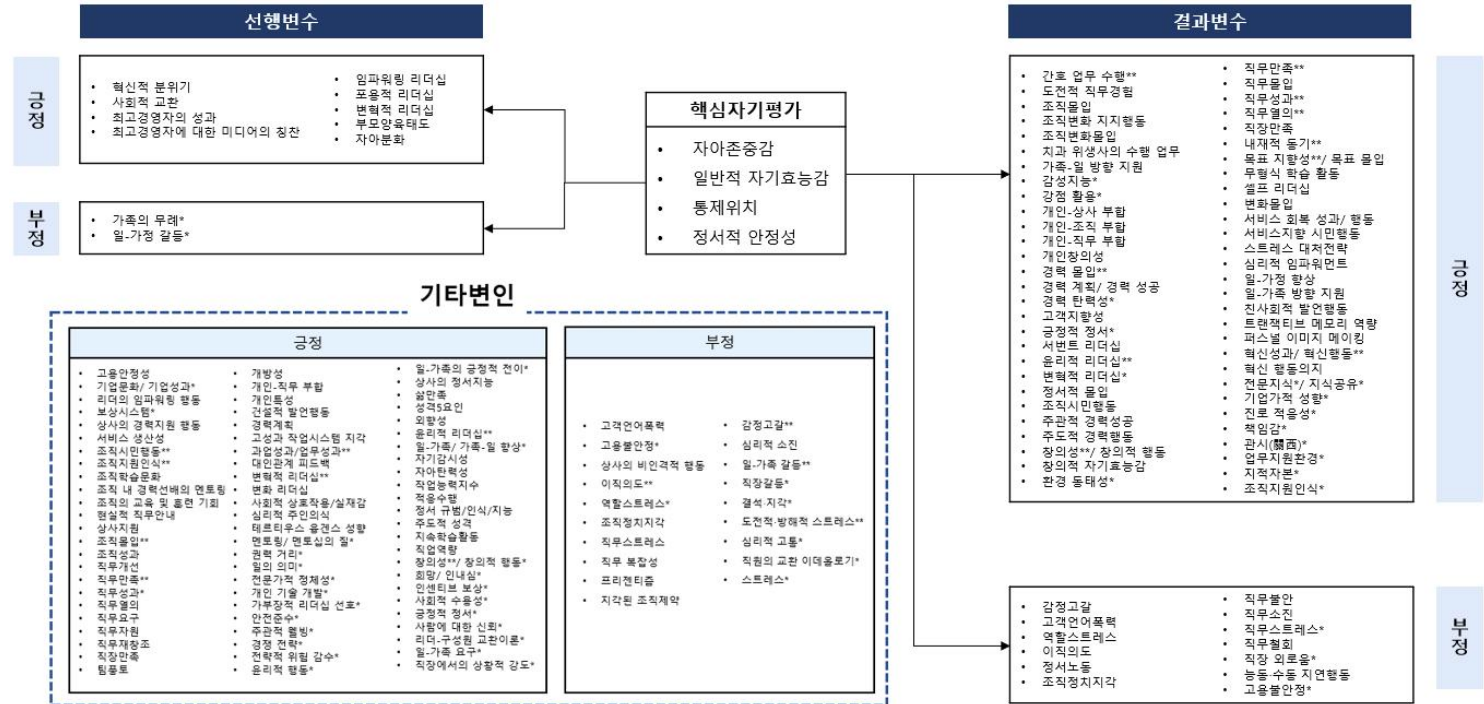 선행변수
긍정
• 혁신적 분위기
• 사회적 교환
• 최고경영자의 성과
• 최고경영자에 대한 미디어의 칭찬
• 임파워링 리더십
• 포용적 리더십
• 변혁적 리더십
• 부모양육태도
• 자아분화
부정
• 가족의 무례*
• 일-가정 갈등*
핵심자기평가
• 자아존중감
• 일반적 자기효능감
• 통제위치
• 정서적 안정성
결과변수
긍정
• 간호 업무 수행**
• 도전적 직무경험
• 조직몰입
• 조직변화 지지행동
• 조직변화몰입
• 치과 위생사의 수행 업무
• 가족-일 방향 지원
• 감성지능*
• 강점 활용*
• 개인-상사 부합
• 개인-조직 부합
• 개인-직무 부합
• 개인창의성
• 경력 몰입**
• 경력 계획/ 경력 성공
• 경력 탄력성*
• 고객지향성
• 긍정적 정서*
• 서번트 리더십
• 윤리적 리더십**
• 변혁적 리더십*
• 정서적 몰입
• 조직시민행동
• 주관적 경력성공
• 주도적 경력행동
• 창의성**/ 창의적 행동
• 창의적 자기효능감
• 환경 동태성*
• 직무만족**
• 직무몰입
• 직무성과**
• 직무열의**
• 직장만족
• 내재적 동기**
• 목표 지향성**/ 목표 몰입
• 무형식 학습 활동
• 셀프 리더십
• 변화몰입
• 서비스 회복 성과/ 행동
• 서비스지향 시민행동
• 스트레스 대처전략
• 심리적 임파워먼트
• 일-가정 향상
• 일-가족 방향 지원
• 친사회적 발언행동
• 트랜잭티브 메모리 역량
• 퍼스널 이미지 메이킹
• 혁신성과/ 혁신행동**
• 혁신 행동의지
• 전문지식*/ 지식공유*
• 기업가적 성향*
• 진로 적응성*
• 책임감*
• 관시(關西)*
• 업무지원환경*
• 지적자본*
• 조직지원인식*
부정
• 감정고갈
• 고객언어폭력
• 역할스트레스
• 이직의도
• 정서노동
• 조직정치지각
• 직무불안
• 직무소진
• 직무스트레스*
• 직무철회
• 직장 외로움*
• 능동·수동 지연행동
• 고용불안정*
기타변인
긍정
• 고용안정성
• 기업문화/ 기업성과*
• 리더의 임파워링 행동
• 보상시스템*
• 상사의 경력지원 행동
• 서비스 생산성
• 조직시민행동**
• 조직지원인식**
• 조직학습문화
• 조직 내 경력선배의 멘토링
• 조직의 교육 및 훈련 기회
• 현실적 직무안내
• 상사지원
• 조직몰입**
• 조직성과
• 직무개선
• 직무만족**
• 직무성과*
• 직무열의
• 직무요구
• 직무자원
• 직무재창조
• 직장만족
• 팀풍토
• 개방성
• 개인-직무 부합
• 개인특성
• 건설적 발언행동
• 경력계획
• 고성과 작업시스템 지각
• 과업성과/업무성과**
• 대인관계 피드백
• 변혁적 리더십**
• 변화 리더십
• 사회적 상호작용/실재감
• 심리적 주인의식
• 테르티우스 융겐스 성향
• 멘토링/ 멘토십의 질*
• 권력 거리*
• 일의 의미*
• 전문가적 정체성*
• 개인 기술 개발*
• 가부장적 리더십 선호*
• 안전준수*
• 주관적 웰빙*
• 경쟁 전략*
• 전략적 위험 감수*
• 윤리적 행동*
• 일-가족의 긍정적 전이*
• 상사의 정서지능
• 삶만족
• 성격5요인
• 외향성
• 윤리적 리더십**
• 일-가족/ 가족-일 향상*
• 자기감시성
• 자아탄력성
• 작업능력지수
• 적응수행
• 정서 규범/인식/지능
• 주도적 성격
• 지속학습활동
• 직업역량
• 창의성**/ 창의적 행동*
• 희망/ 인내심*
• 인센티브 보상*
• 사회적 수용성*
• 긍정적 정서*
• 사람에 대한 신뢰*
• 리더-구성원 교환이론*
• 일-가족 요구*
• 직장에서의 상황적 강도*
부정
• 고객언어폭력
• 고용불안정*
• 상사의 비인격적 행동
• 이직의도**
• 역할스트레스*
• 조직정치지각
• 직무스트레스
• 직무 복잡성
• 프리젠티즘
• 지각된 조직제약
• 감정고갈**
• 심리적 소진
• 일-가족 갈등**
• 직장갈등*
• 결석·지각*
• 도전적·방해적 스트레스**
• 심리적 고통*
• 직원의 교환 이데올로기*
• 스트레스*